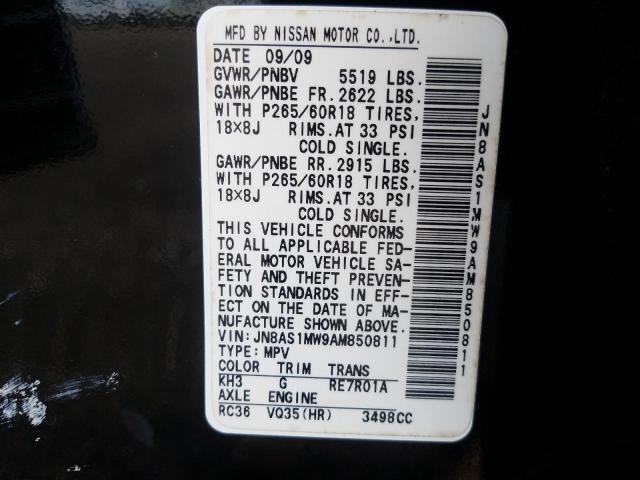 MFD BY NISSAN MOTOR CO.,LTD.
DATE 09/09
GVWR/PNBV 5519 LBS.
GAWR/PNBE FR.2622 LBS.
WITH P265/60R18 TIRES,
18X8J RIMS.AT 33 PSI
COLD SINGLE.
GAWR/PNBE RR.2915 LBS.
WITH P265/60R18 TIRES,
18X8J RIMS.AT 33 PSI
COLD SINGLE.
THIS VEHICLE CONFORMS
TO ALL APPLICABLE FED-
ERAL MOTOR VEHICLE SA-
FETY AND THEFT PREVEN-
TION STANDARDS IN EFF-
ECT ON THE DATE OF MA-
NUFACTURE SHOWN ABOVE.
VIN:JN8AS1MW9AM850811
TYPE:MPV
COLOR TRIM TRANS
KH3 G RE7R01A
AXLE ENGINE
RC36 VQ35(HR) 3498CC
JN8AS1MW9AM850811